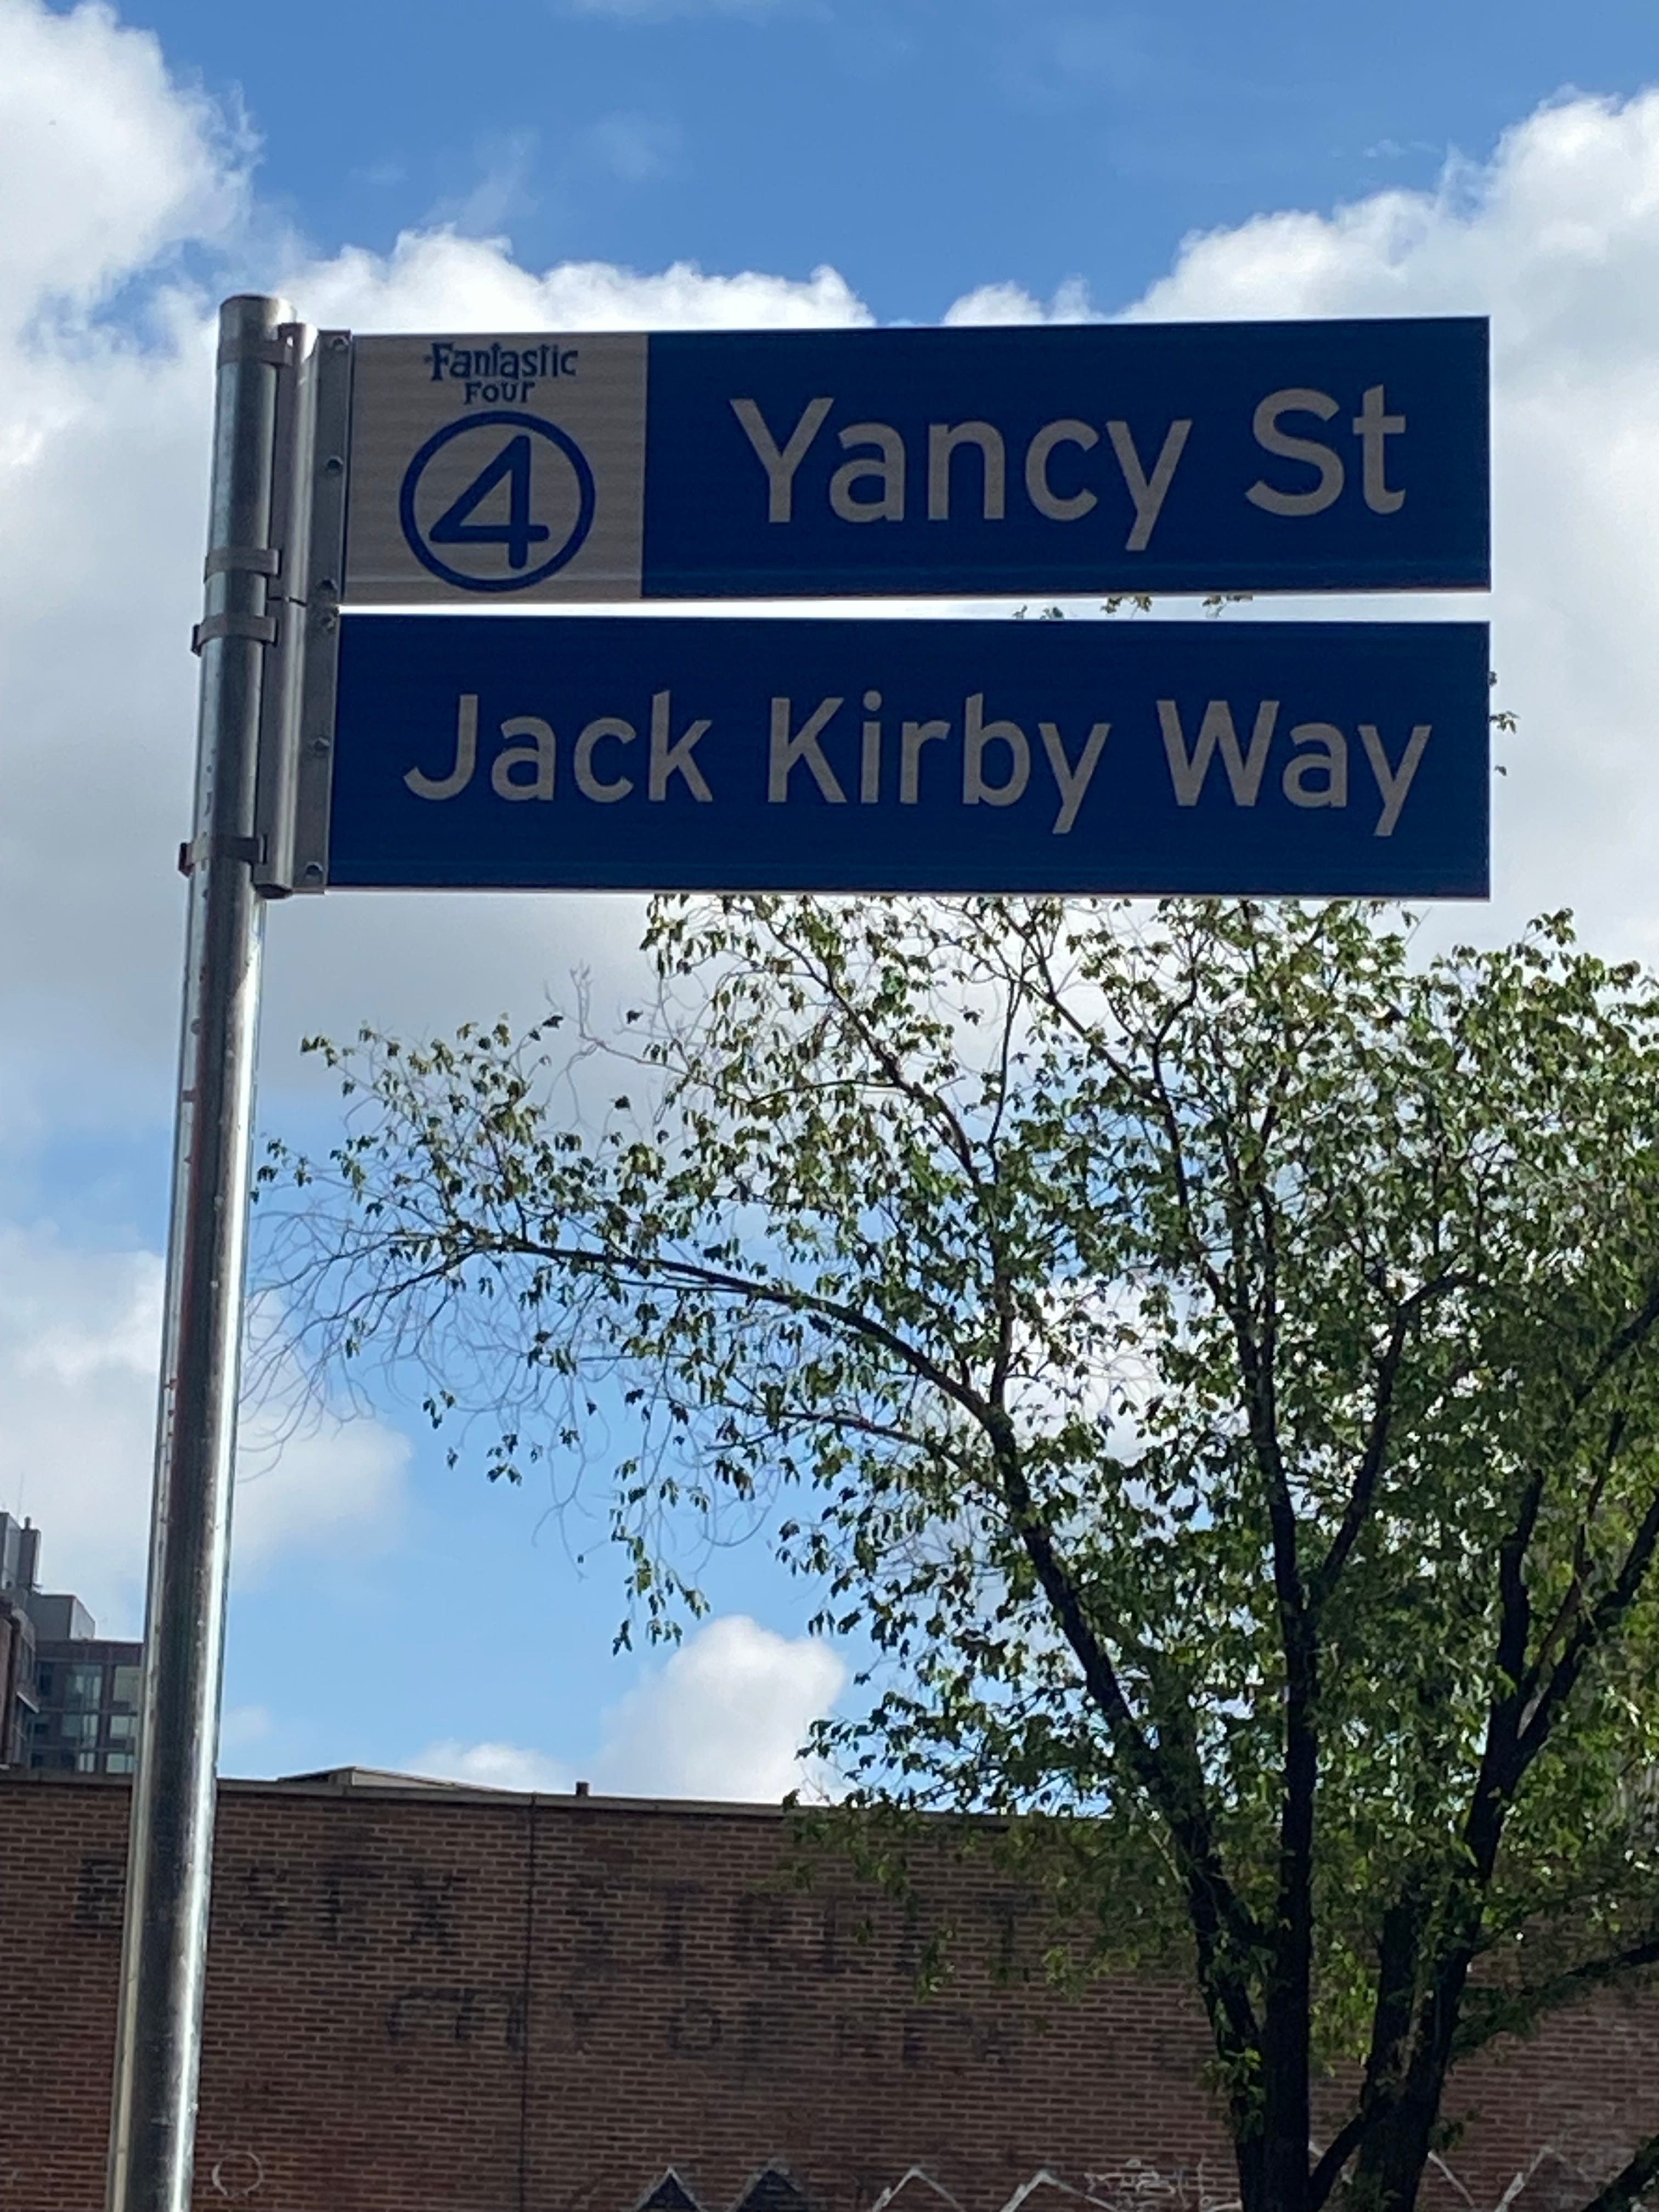 Fantastic
Four
4
Yancy St
Jack Kirby Way